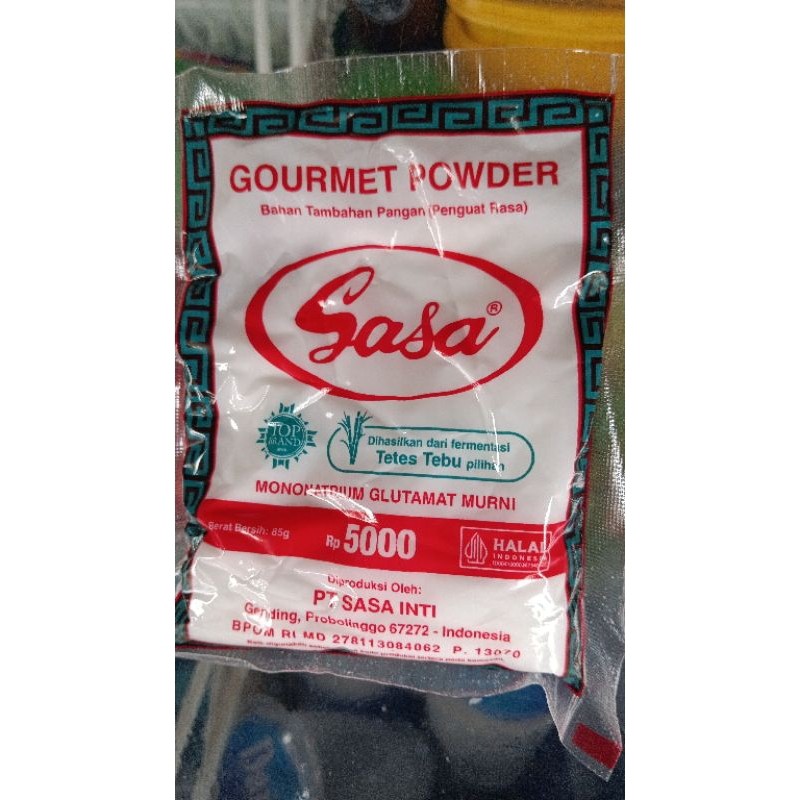 GOURMET POWDER
Bahan Tambahan Pangan (Penguat Rasa)
Sasa®
TOP
BRAND
Dihasilkan dari fermentasi
Tetes Tebu pilihan
MONONATRIUM GLUTAMAT MURNI
Berat Bersih: 85g
Rp 5000
HALAL
INDONESIA
Diproduksi Oleh:
PT SASA INTI
Gending, Probolinggo 67272 - Indonesia
BPOM RI MD 278113084062 P. 13070